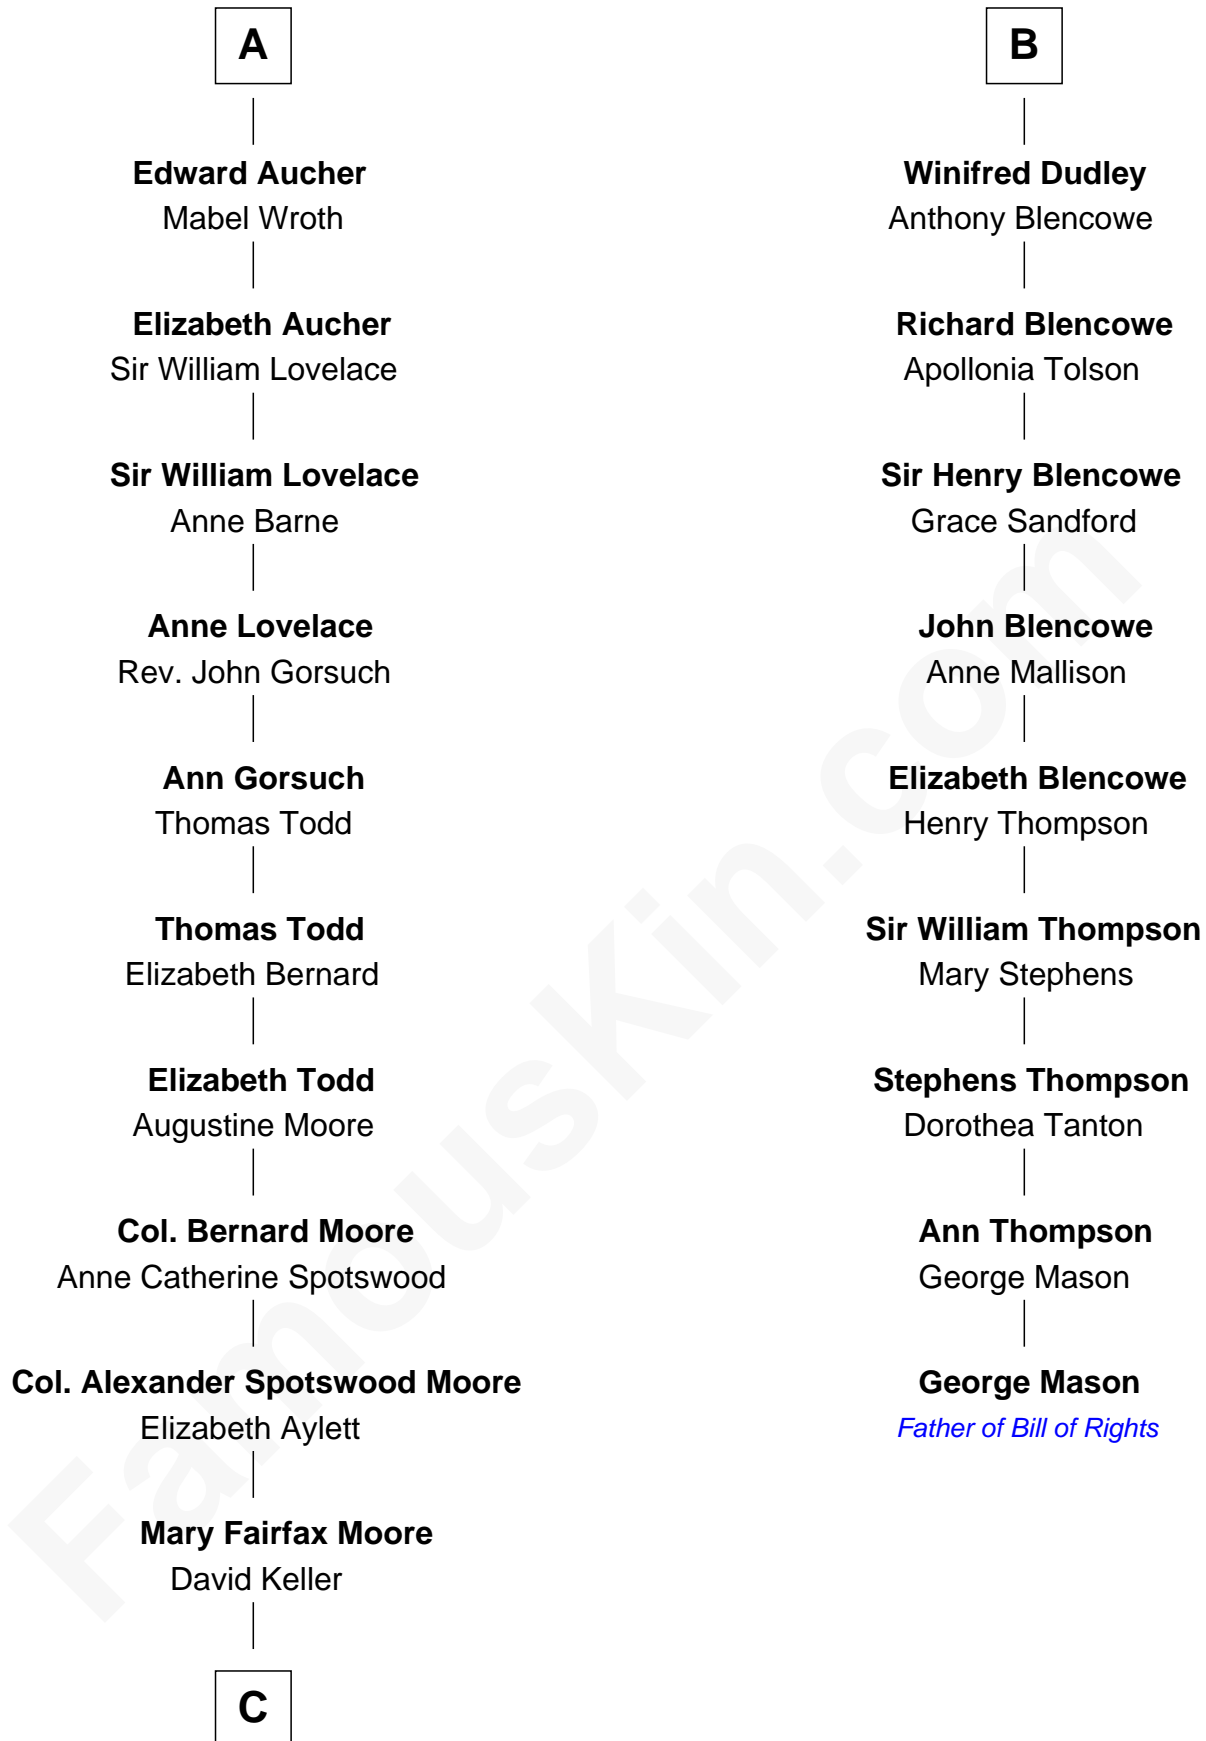 A
Edward Aucher
Mabel Wroth
Elizabeth Aucher
Sir William Lovelace
Sir William Lovelace
Anne Barne
Anne Lovelace
Rev. John Gorsuch
Ann Gorsuch
Thomas Todd
Thomas Todd
Elizabeth Bernard
Elizabeth Todd
Augustine Moore
Col. Bernard Moore
Anne Catherine Spotswood
Col. Alexander Spotswood Moore
Elizabeth Aylett
Mary Fairfax Moore
David Keller
C
B
Winifred Dudley
Anthony Blencowe
Richard Blencowe
Apollonia Tolson
Sir Henry Blencowe
Grace Sandford
John Blencowe
Anne Mallison
Elizabeth Blencowe
Henry Thompson
Sir William Thompson
Mary Stephens
Stephens Thompson
Dorothea Tanton
Ann Thompson
George Mason
George Mason
Father of Bill of Rights
FamousKin.com